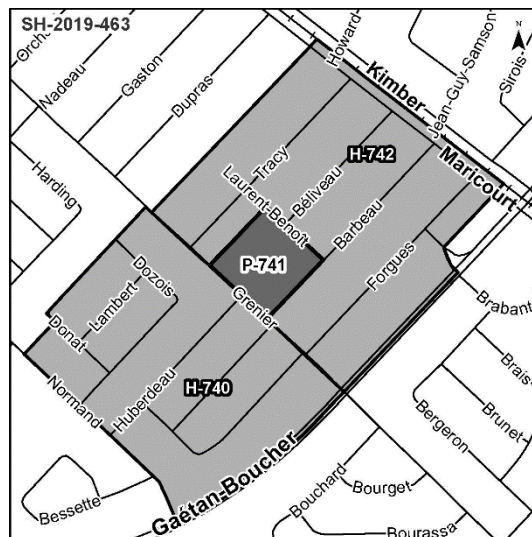 SH-2019-463
N
Orch
Nadeau
Gaston
Dupras
Howard
Kimber
Jean-Guy-Samson
Sirois
Maricourt
Harding
Tracy
Laurent-Benoît
Béliveau
H-742
Barbeau
P-741
Forgues
Grenier
Dozois
Lambert
Donat
Normand
Huberdeau
H-740
Brabant
Brais
Brunet
Bergeron
Gaétan-Boucher
Bessette
Bouchard
Bourget
Bourassa